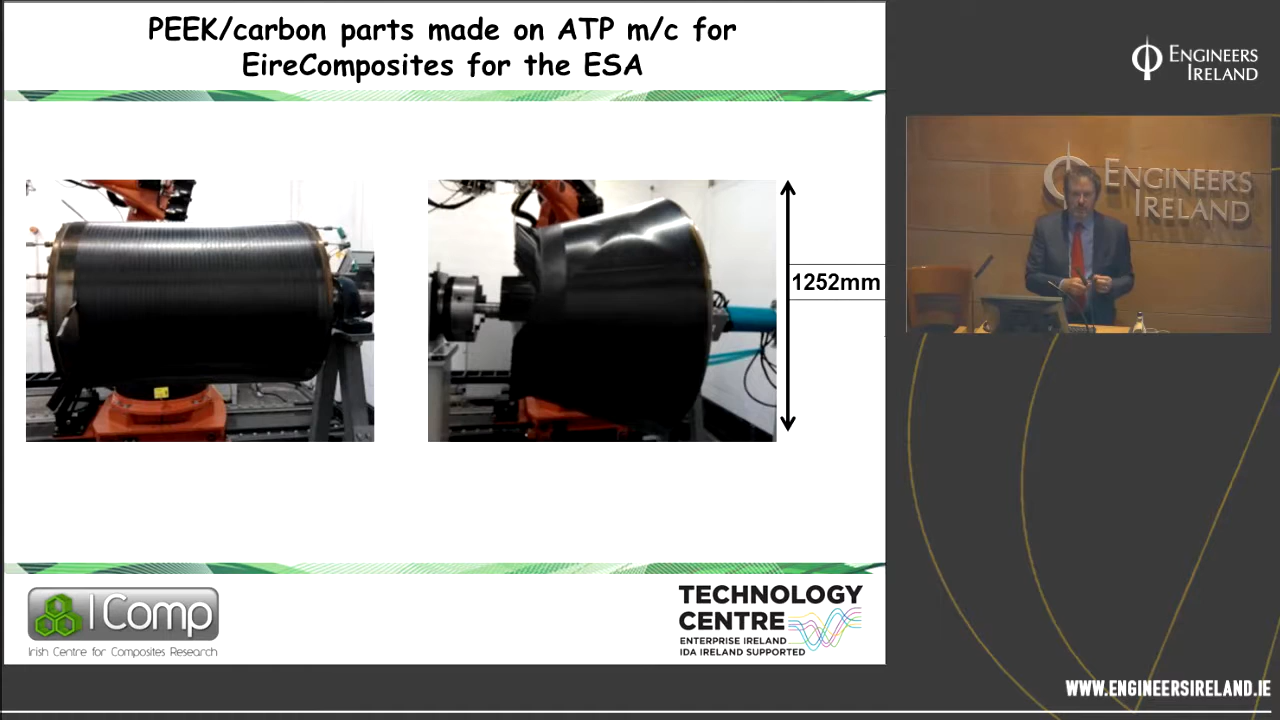 PEEK/carbon parts made on ATP m/c for
EireComposites for the ESA
1252mm
I Comp
Irish Centre for Composites Research
TECHNOLOGY
CENTRE
ENTERPRISE IRELAND
IDA IRELAND SUPPORTED
ENGINEERS
IRELAND
ENGINEERS
IRELAND
WWW.ENGINEERSIRELAND.IE